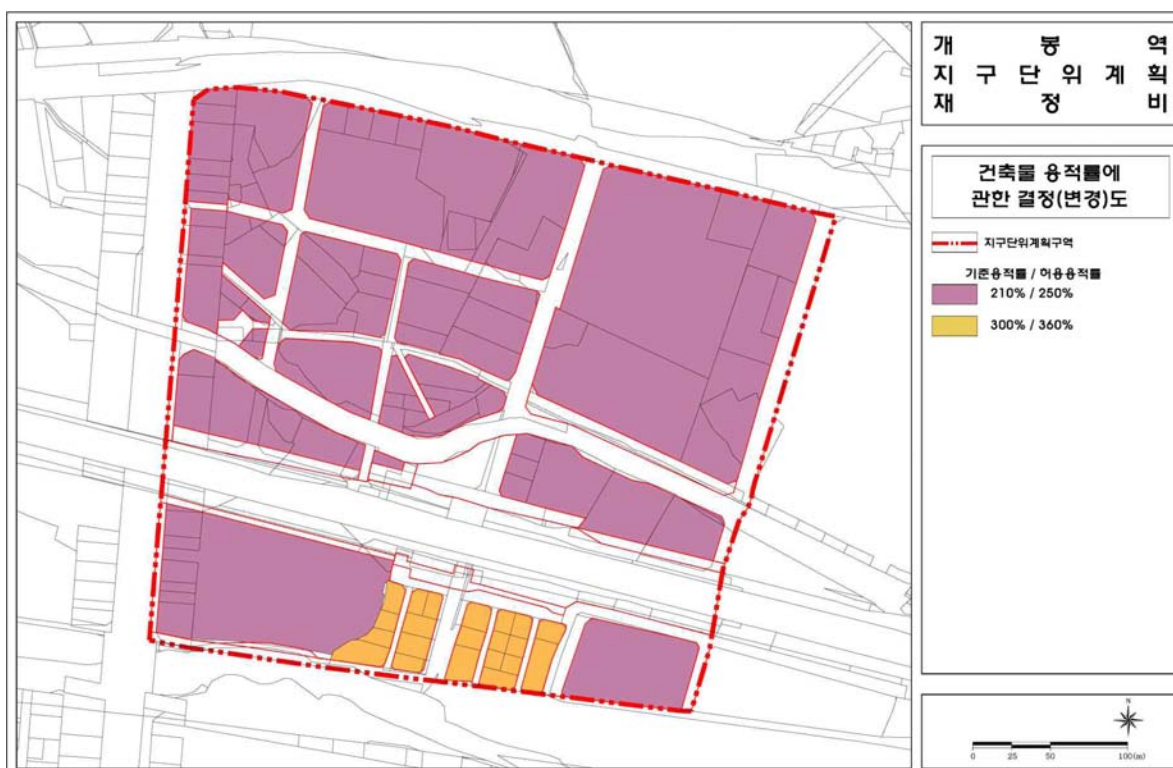 개 봉 역
지 구 단 위 계 획
재 정 비
건축물 용적률에
관한 결정(변경)도
지구단위계획구역
기준용적률 / 허용용적률
210% / 250%
300% / 360%
N
0 25 50 100(m)